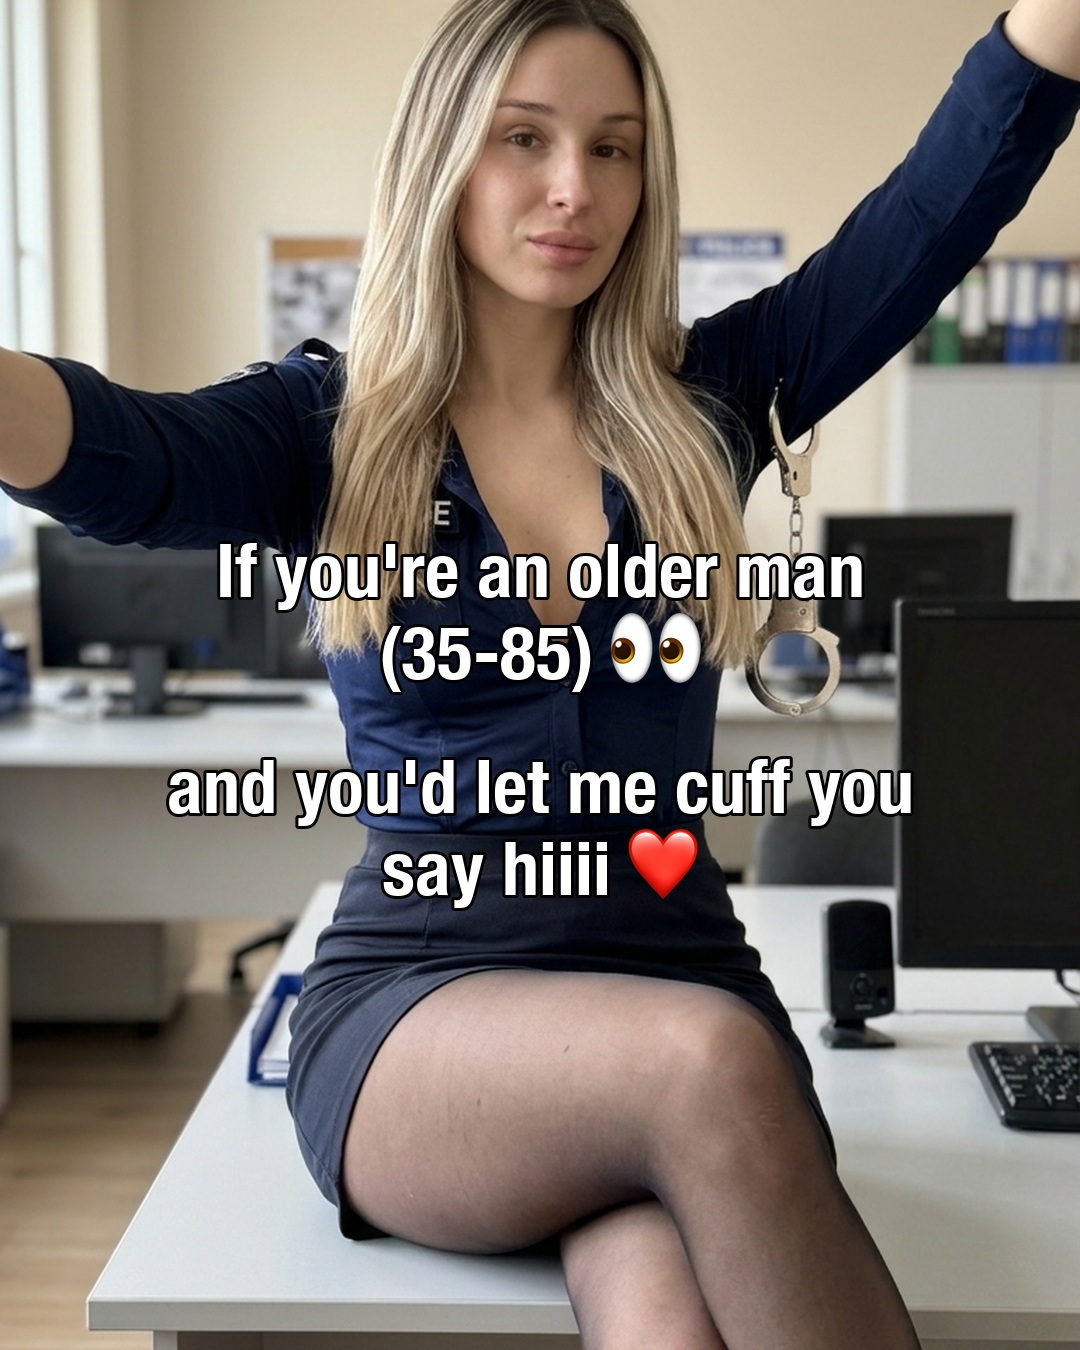 E
If you're an older man
(35-85) 👀
and you'd let me cuff you
say hiiii ❤️